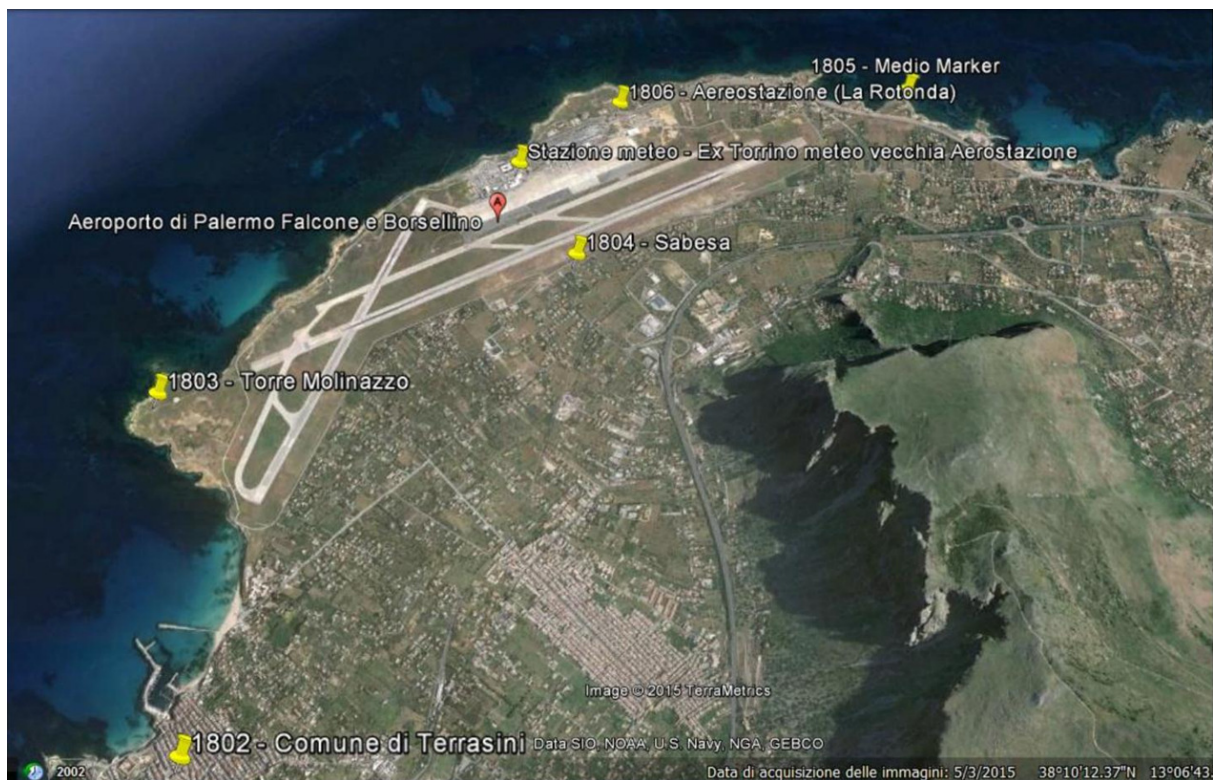 1805 - Medio Marker
1806 - Aereostazione (La Rotonda)
Stazione meteo - Ex Torrino meteo vecchia Aerostazione
A
Aeroporto di Palermo Falcone e Borsellino
1804 - Sabesa
1803 - Torre Molinazzo
Image © 2015 TerraMetrics
1802 - Comune di Terrasini
Data SIO, NOAA, U.S. Navy, NGA, GEBCO
2002
Data di acquisizione delle immagini: 5/3/2015 38°10'12.37"N 13°06'43